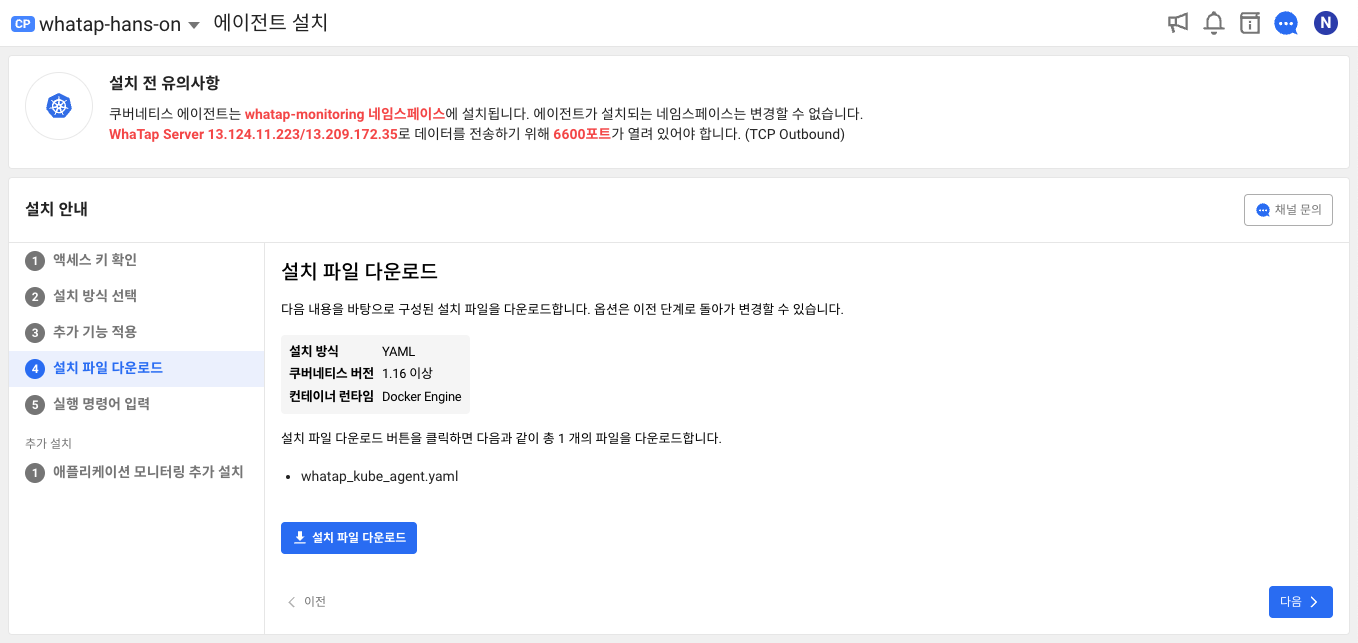 CP whatap-hans-on 에이전트 설치
N
설치 전 유의사항
쿠버네티스 에이전트는 whatap-monitoring 네임스페이스에 설치됩니다. 에이전트가 설치되는 네임스페이스는 변경할 수 없습니다.
WhaTap Server 13.124.11.223/13.209.172.35로 데이터를 전송하기 위해 6600포트가 열려 있어야 합니다. (TCP Outbound)
설치 안내
채널 문의
1 액세스 키 확인
2 설치 방식 선택
3 추가 기능 적용
4 설치 파일 다운로드
5 실행 명령어 입력
추가 설치
1 애플리케이션 모니터링 추가 설치
설치 파일 다운로드
다음 내용을 바탕으로 구성된 설치 파일을 다운로드합니다. 옵션은 이전 단계로 돌아가 변경할 수 있습니다.
설치 방식 YAML
쿠버네티스 버전 1.16 이상
컨테이너 런타임 Docker Engine
설치 파일 다운로드 버튼을 클릭하면 다음과 같이 총 1 개의 파일을 다운로드합니다.
• whatap_kube_agent.yaml
설치 파일 다운로드
이전
다음